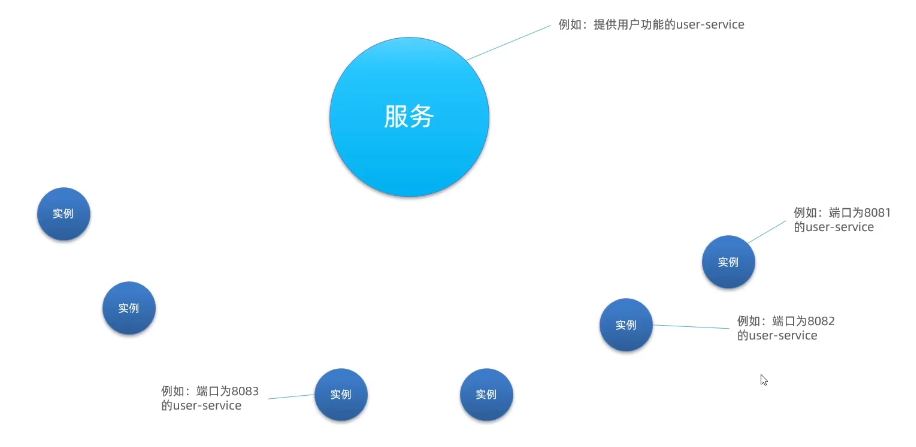 例如：提供用户功能的user-service
服务
实例
例如：端口为8081
的user-service
实例
实例
实例
例如：端口为8082
的user-service
例如：端口为8083
的user-service
实例
实例